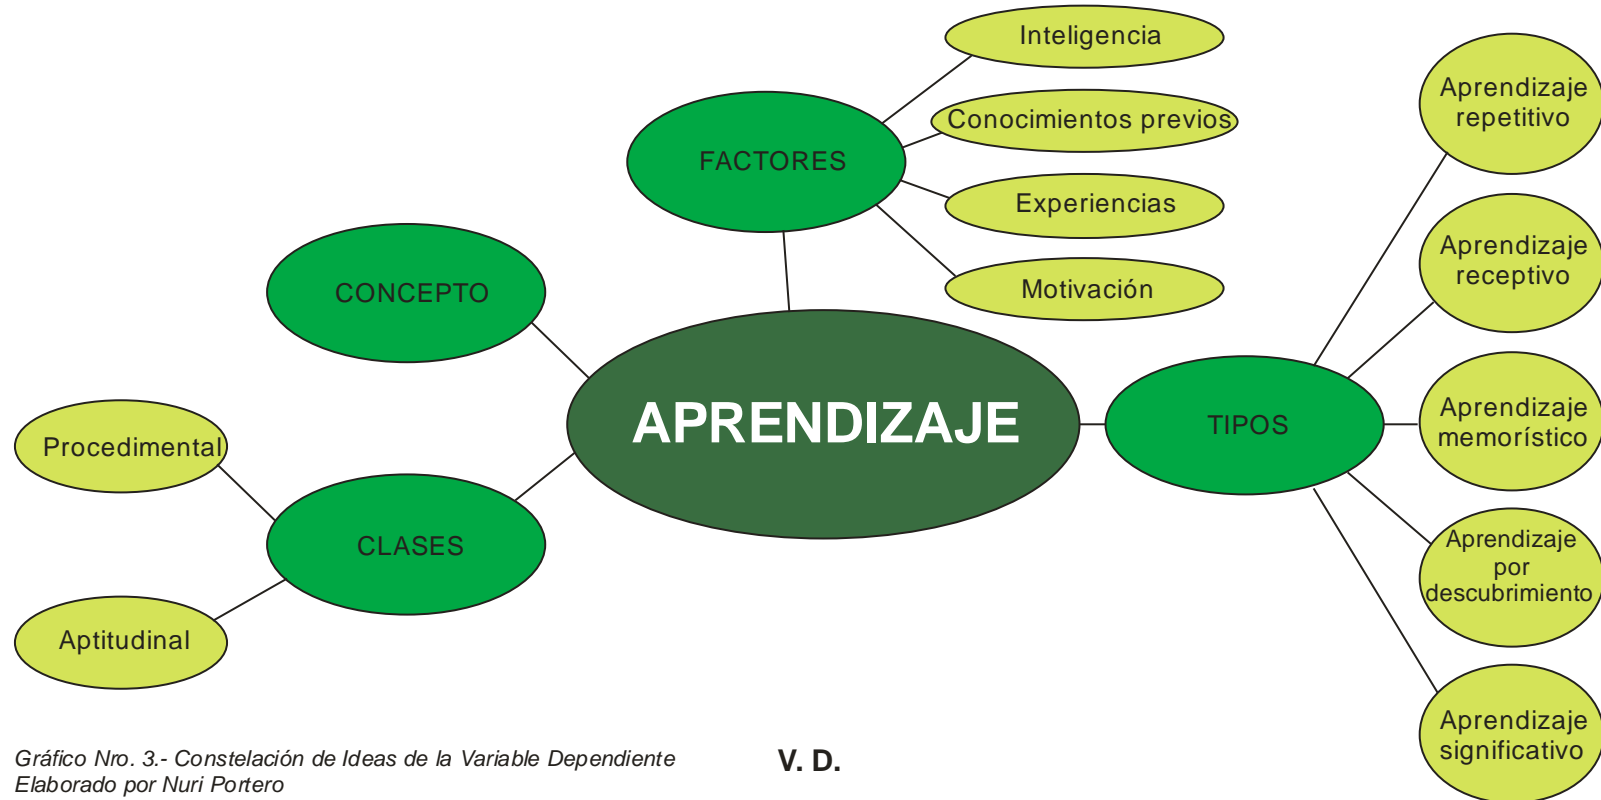 Inteligencia
Conocimientos previos
Experiencias
Motivación
FACTORES
CONCEPTO
APRENDIZAJE
Procedimental
CLASES
Aptitudinal
TIPOS
Aprendizaje
repetitivo
Aprendizaje
receptivo
Aprendizaje
memorístico
Aprendizaje
por
descubrimiento
Aprendizaje
significativo
Gráfico Nro. 3.- Constelación de Ideas de la Variable Dependiente
Elaborado por Nuri Portero
V. D.